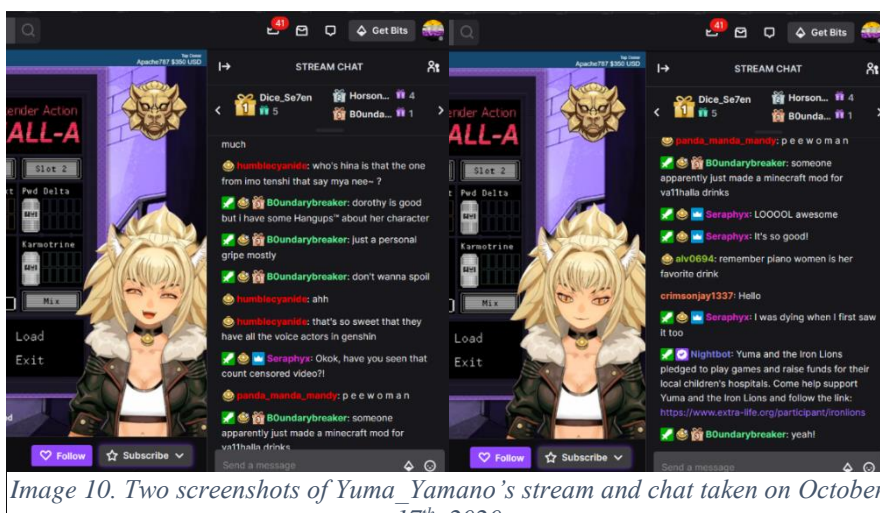 41
Get Bits
Top Donor
Apache787 $350 USD
STREAM CHAT
ender Action
ALL-A
Slot 2
Pwd Delta
Karmotrine
Mix
Load
Exit
1
Dice_Se7en
5
Horson... 4
B0unda... 1
much
humblecyanide: who's hina is that the one
from imo tenshi that say mya nee~ ?
B0undarybreaker: dorothy is good
but i have some Hangups™ about her character
B0undarybreaker: just a personal
gripe mostly
B0undarybreaker: don't wanna spoil
humblecyanide: ahh
humblecyanide: that's so sweet that they
have all the voice actors in genshin
Seraphyx: Okok, have you seen that
count censored video?!
panda_manda_mandy: p e e w o m a n
B0undarybreaker: someone
apparently just made a minecraft mod for
va11halla drinks
Follow
Subscribe
Send a message
41
Get Bits
Top Donor
Apache787 $350 USD
STREAM CHAT
ender Action
ALL-A
Slot 2
Pwd Delta
Karmotrine
Mix
Load
Exit
1
Dice_Se7en
5
Horson... 4
B0unda... 1
panda_manda_mandy: p e e w o m a n
B0undarybreaker: someone
apparently just made a minecraft mod for
va11halla drinks
Seraphyx: LOOOOL awesome
Seraphyx: It's so good!
alv0694: remember piano women is her
favorite drink
crimsonjay1337: Hello
Seraphyx: I was dying when I first saw
it too
Nightbot: Yuma and the Iron Lions
pledged to play games and raise funds for their
local children's hospitals. Come help support
Yuma and the Iron Lions and follow the link:
https://www.extra-life.org/participant/ironlions
B0undarybreaker: yeah!
Follow
Subscribe
Send a message
Image 10. Two screenshots of Yuma_Yamano's stream and chat taken on October
17th, 2020